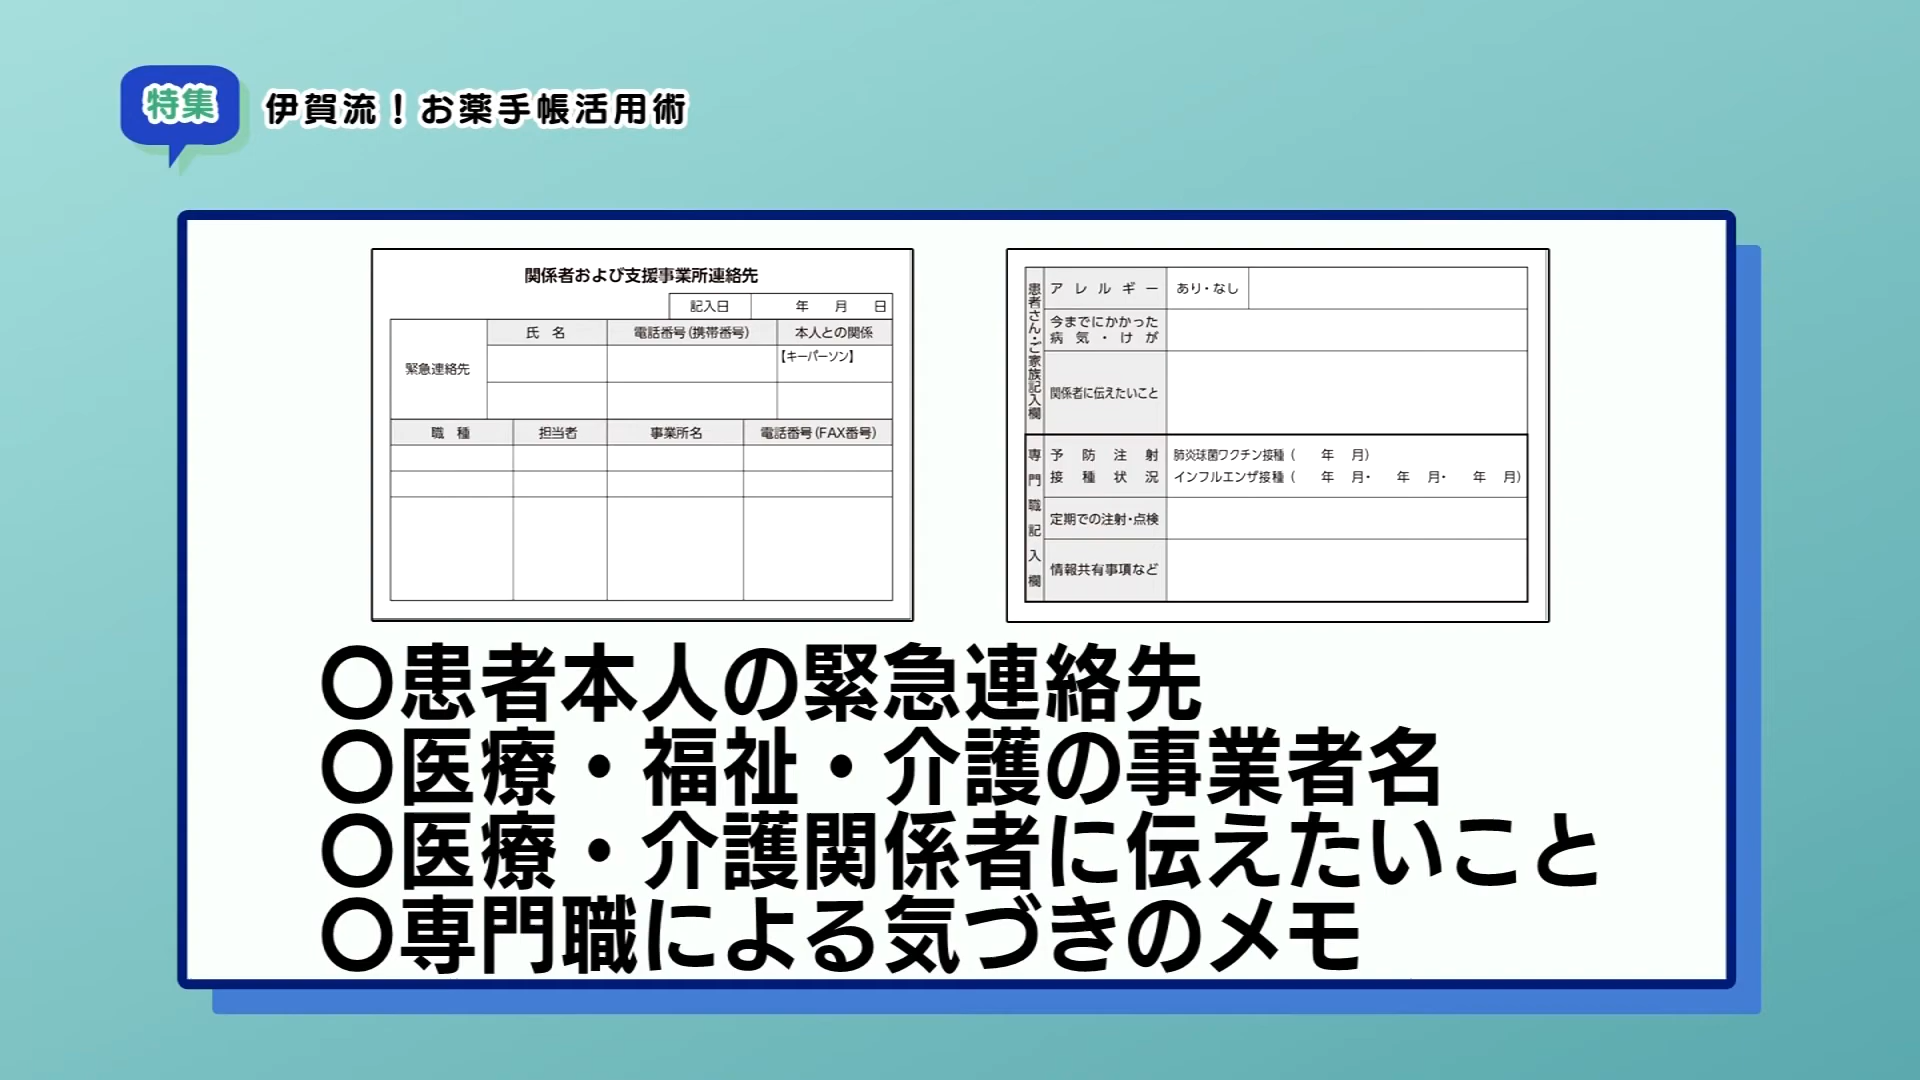 特集
伊賀流！お薬手帳活用術
関係者および支援事業所連絡先
記入日 年 月 日
氏 名 電話番号(携帯番号) 本人との関係
緊急連絡先
【キーパーソン】
職 種 担当者 事業所名 電話番号(FAX番号)
患者さん・ご家族記入欄
アレルギー あり・なし
今までにかかった
病気・けが
関係者に伝えたいこと
専門職記入欄
予防注射 肺炎球菌ワクチン接種( 年 月)
接種状況 インフルエンザ接種( 年 月・ 年 月・ 年 月)
定期での注射・点検
情報共有事項など
〇患者本人の緊急連絡先
〇医療・福祉・介護の事業者名
〇医療・介護関係者に伝えたいこと
〇専門職による気づきのメモ